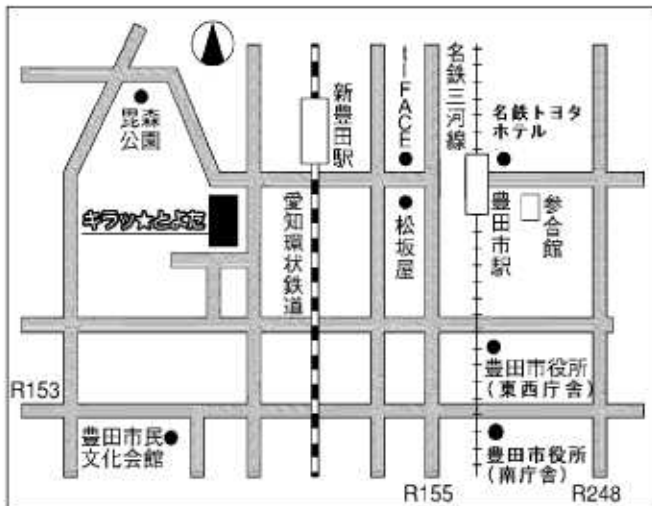 毘森
公園
新豊田駅
T-FACE
名鉄三河線
名鉄トヨタ
ホテル
キラッ★とよた
愛知環状鉄道
松坂屋
豊田市駅
参合館
豊田市役所
(東西庁舎)
R153
豊田市民
文化会館
豊田市役所
(南庁舎)
R155
R248